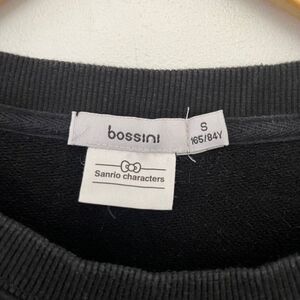 bossini
S
165/84Y
Sanrio characters